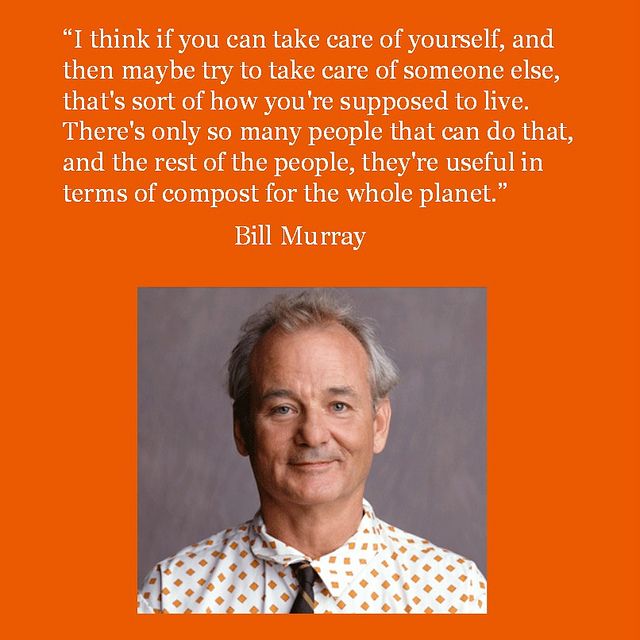 “I think if you can take care of yourself, and
then maybe try to take care of someone else,
that's sort of how you're supposed to live.
There's only so many people that can do that,
and the rest of the people, they're useful in
terms of compost for the whole planet.”
Bill Murray